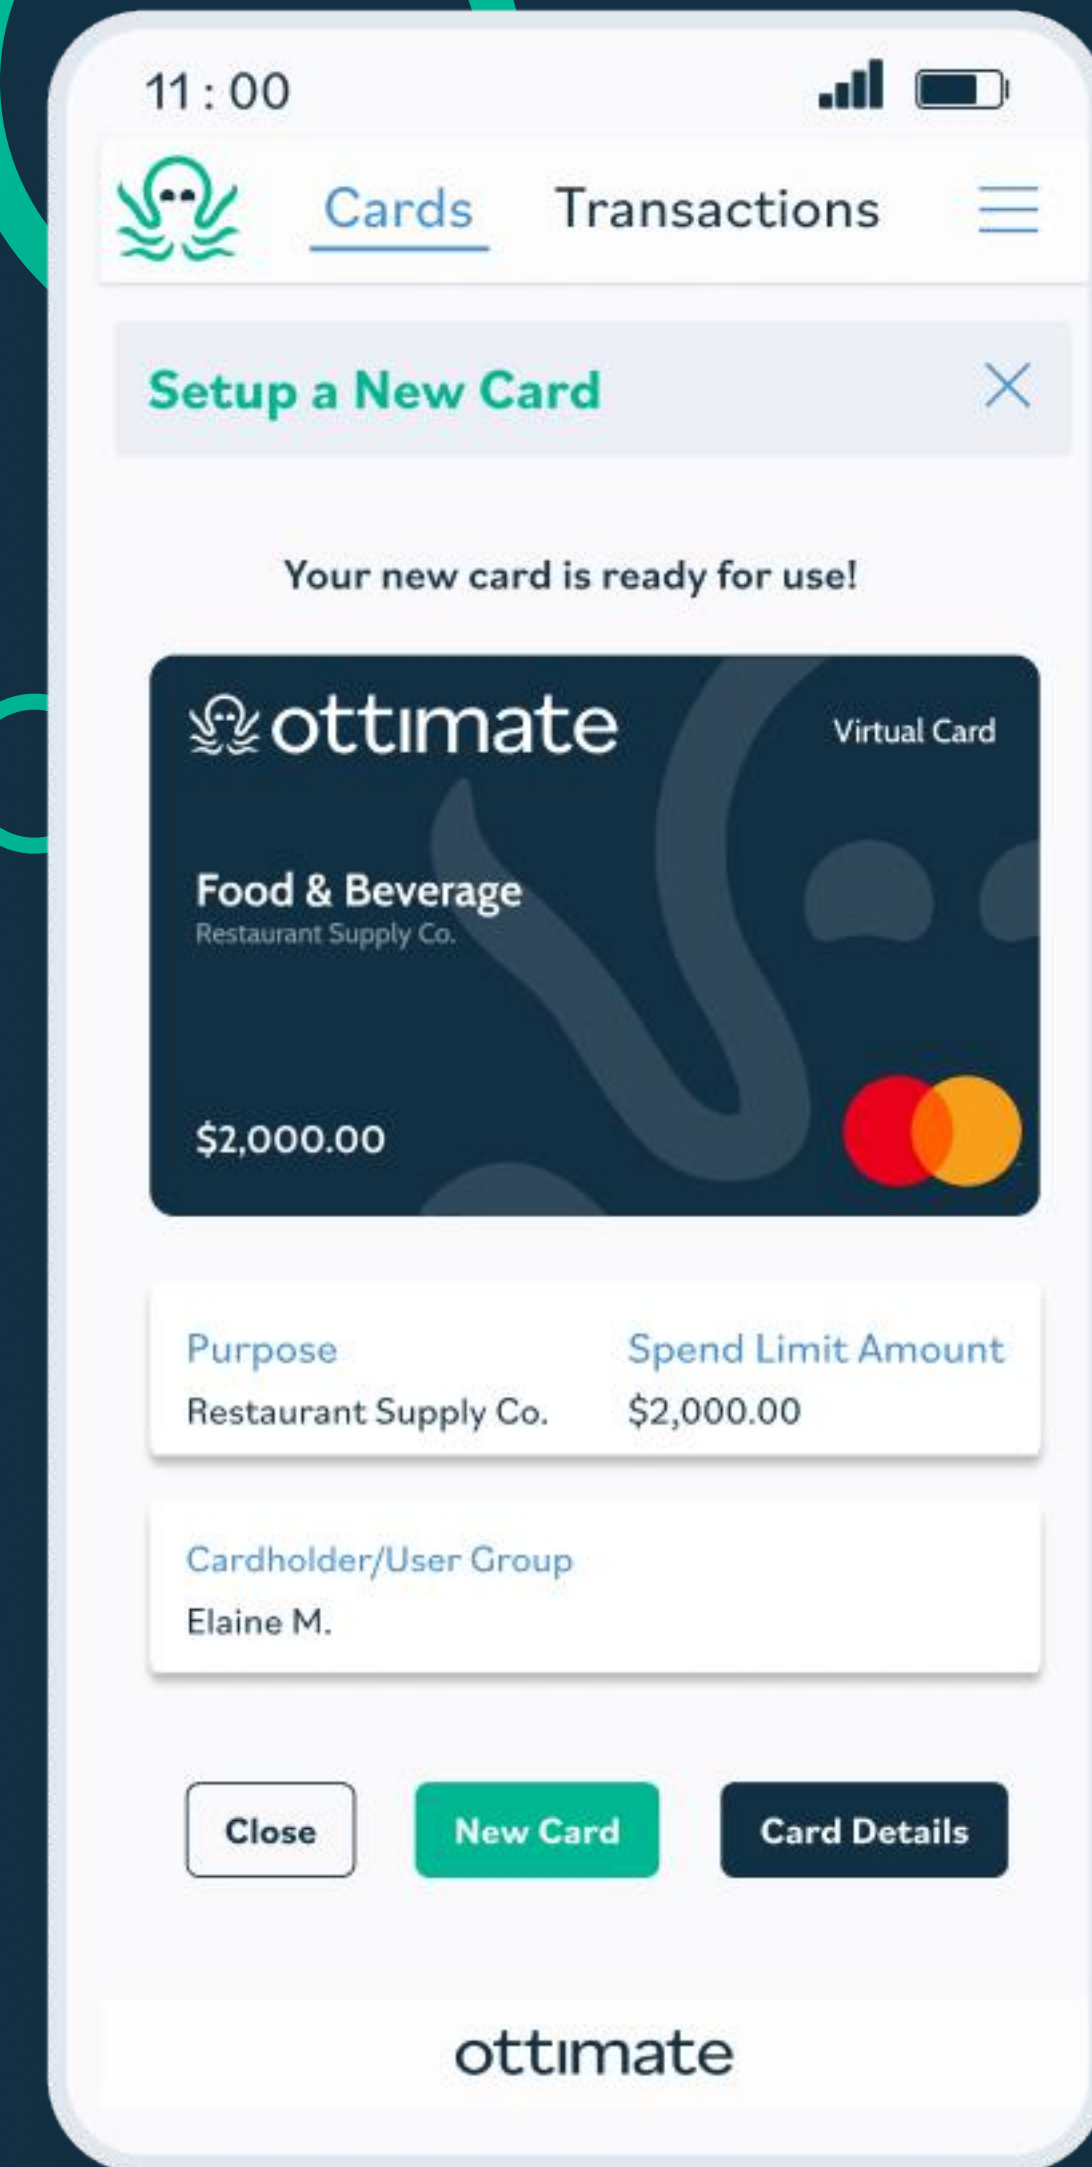 11:00
Cards Transactions
Setup a New Card
Your new card is ready for use!
ottimate Virtual Card
Food & Beverage
Restaurant Supply Co.
$2,000.00
Purpose Spend Limit Amount
Restaurant Supply Co. $2,000.00
Cardholder/User Group
Elaine M.
Close New Card Card Details
ottimate